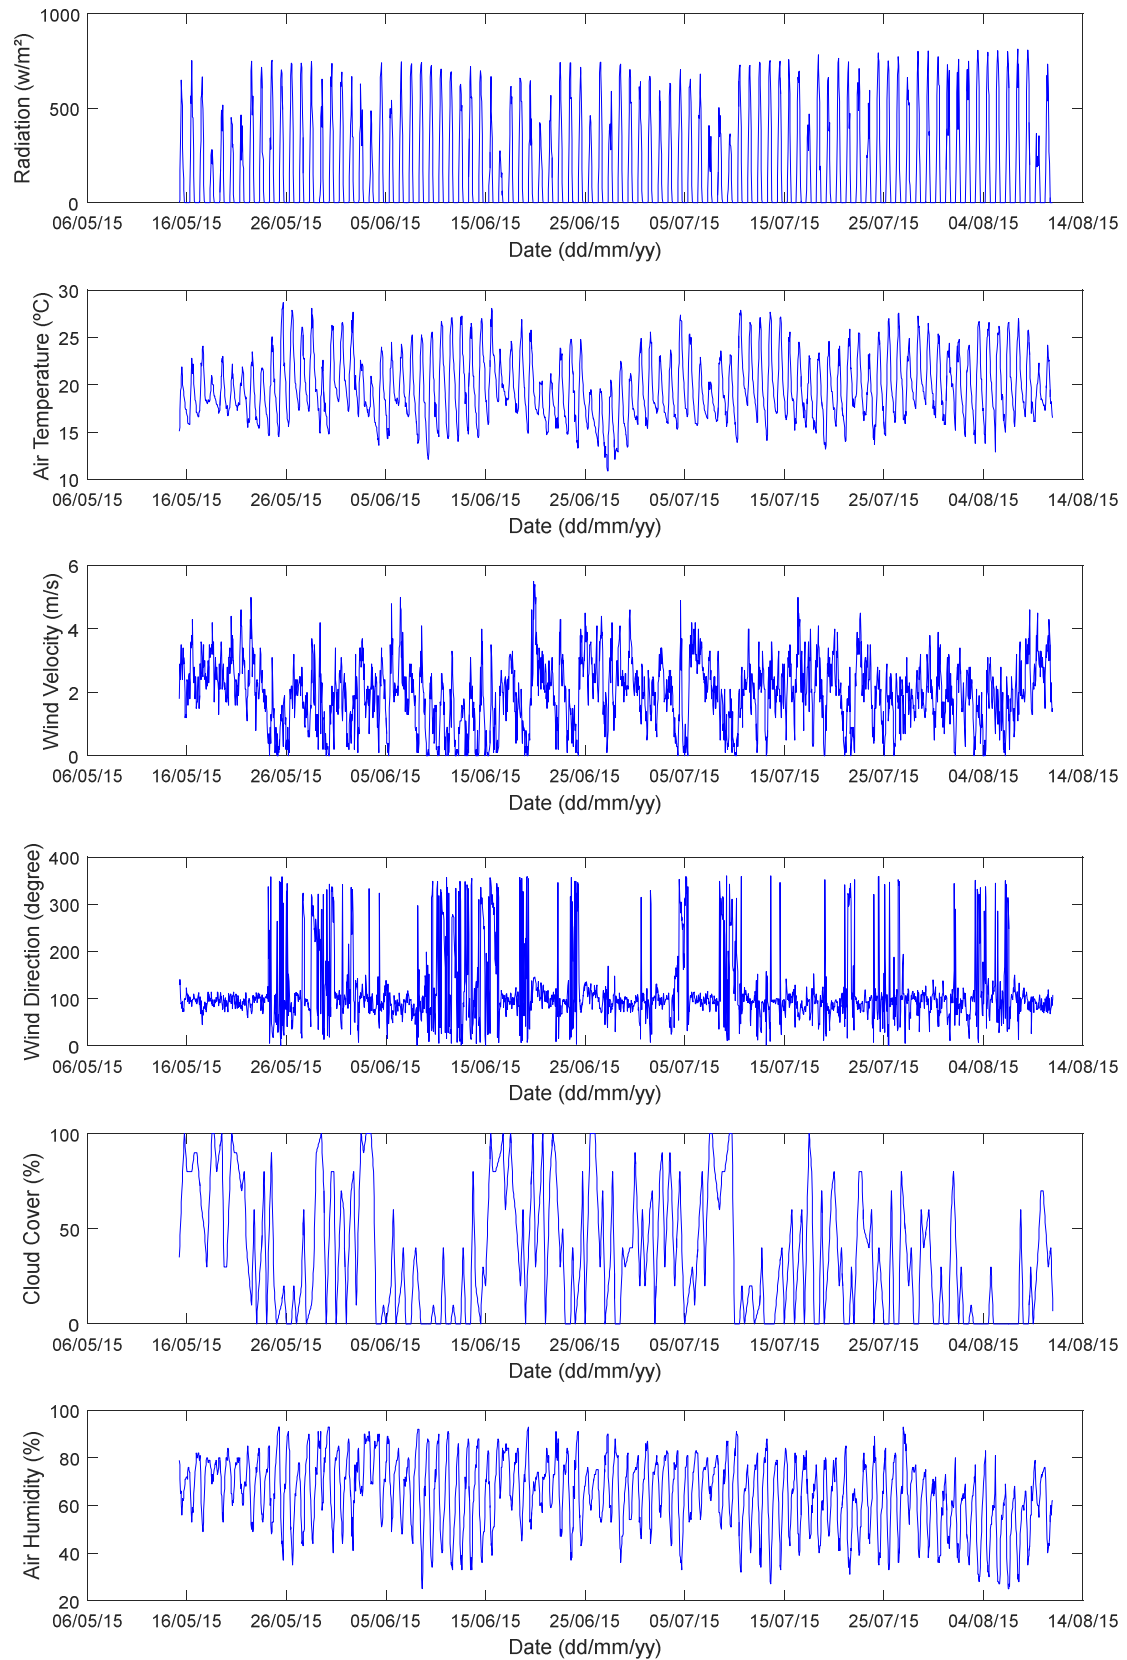 Radiation (w/m²)
1000
500
0
06/05/15 16/05/15 26/05/15 05/06/15 15/06/15 25/06/15 05/07/15 15/07/15 25/07/15 04/08/15 14/08/15
Date (dd/mm/yy)
Air Temperature (ºC)
30
25
20
15
10
06/05/15 16/05/15 26/05/15 05/06/15 15/06/15 25/06/15 05/07/15 15/07/15 25/07/15 04/08/15 14/08/15
Date (dd/mm/yy)
Wind Velocity (m/s)
6
4
2
0
06/05/15 16/05/15 26/05/15 05/06/15 15/06/15 25/06/15 05/07/15 15/07/15 25/07/15 04/08/15 14/08/15
Date (dd/mm/yy)
Wind Direction (degree)
400
300
200
100
0
06/05/15 16/05/15 26/05/15 05/06/15 15/06/15 25/06/15 05/07/15 15/07/15 25/07/15 04/08/15 14/08/15
Date (dd/mm/yy)
Cloud Cover (%)
100
50
0
06/05/15 16/05/15 26/05/15 05/06/15 15/06/15 25/06/15 05/07/15 15/07/15 25/07/15 04/08/15 14/08/15
Date (dd/mm/yy)
Air Humidity (%)
100
80
60
40
20
06/05/15 16/05/15 26/05/15 05/06/15 15/06/15 25/06/15 05/07/15 15/07/15 25/07/15 04/08/15 14/08/15
Date (dd/mm/yy)